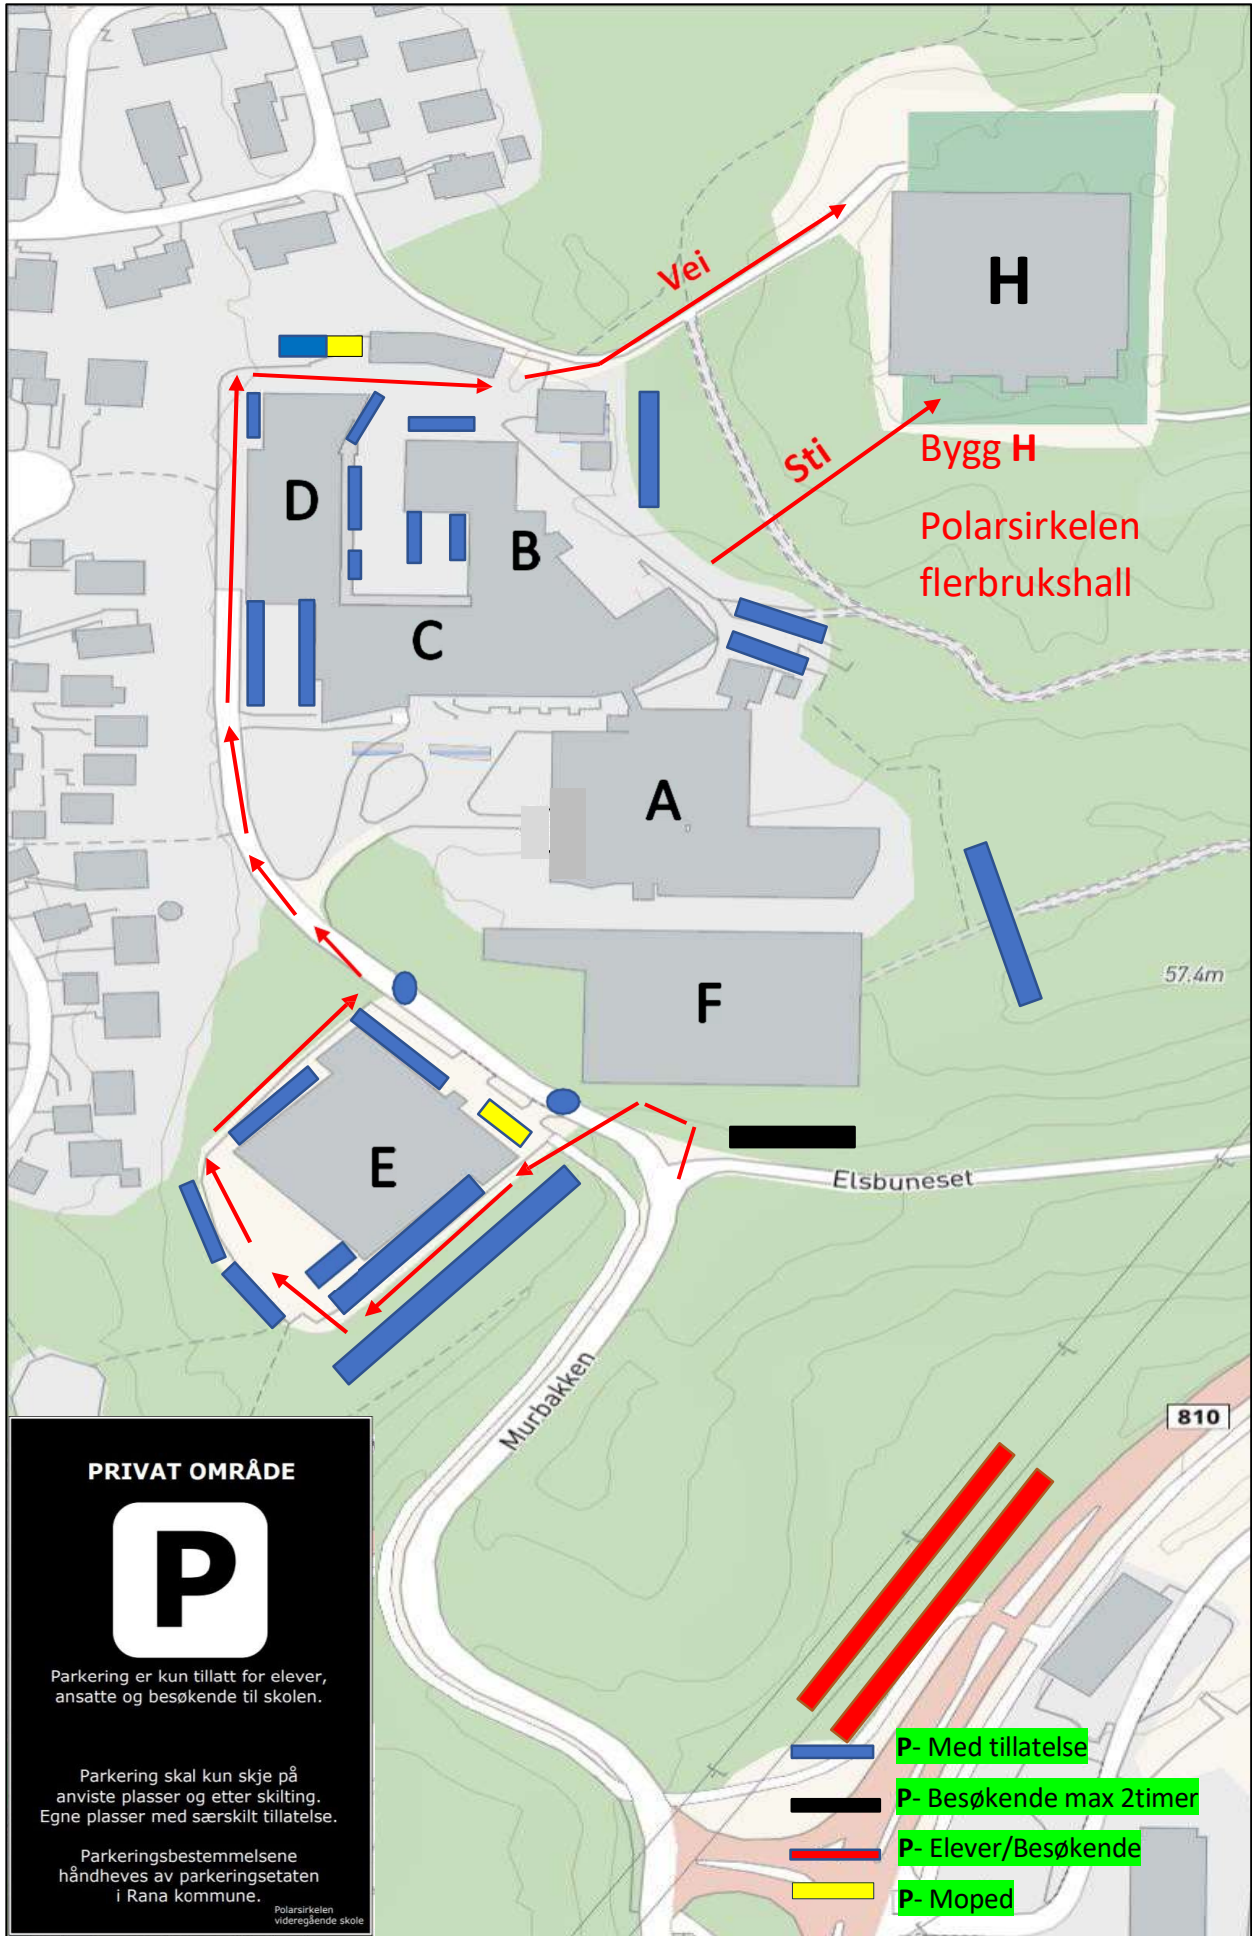 Vei
H
Sti
Bygg H
Polarsirkelen
flerbrukshall
D
B
C
A
F
57.4m
E
Elsbuneset
Murbakken
810
PRIVAT OMRÅDE
P
Parkering er kun tillatt for elever,
ansatte og besøkende til skolen.
Parkering skal kun skje på
anviste plasser og etter skilting.
Egne plasser med særskilt tillatelse.
Parkeringsbestemmelsene
håndheves av parkeringsetaten
i Rana kommune.
Polarsirkelen
videregående skole
P- Med tillatelse
P- Besøkende max 2timer
P- Elever/Besøkende
P- Moped